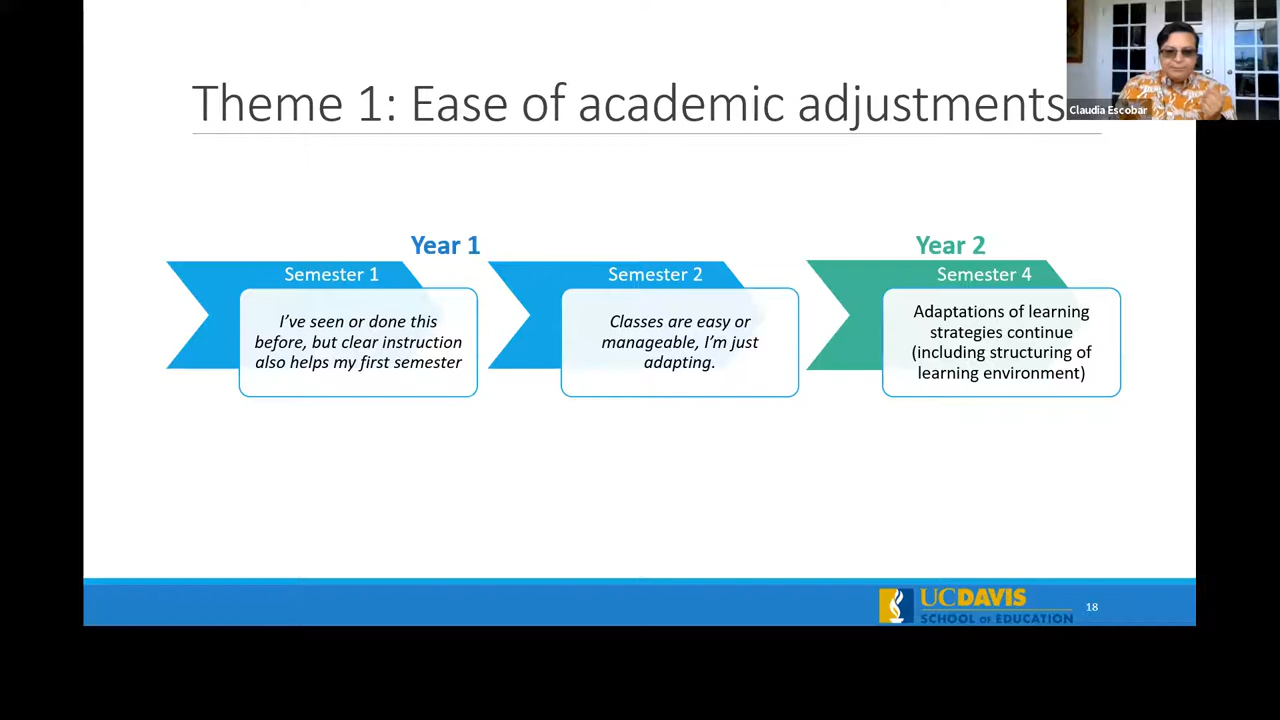 Theme 1: Ease of academic adjustments
Claudia Escobar
Year 1
Year 2
Semester 1
I've seen or done this
before, but clear instruction
also helps my first semester
Semester 2
Classes are easy or
manageable, I'm just
adapting.
Semester 4
Adaptations of learning
strategies continue
(including structuring of
learning environment)
UCDAVIS
SCHOOL OF EDUCATION
18